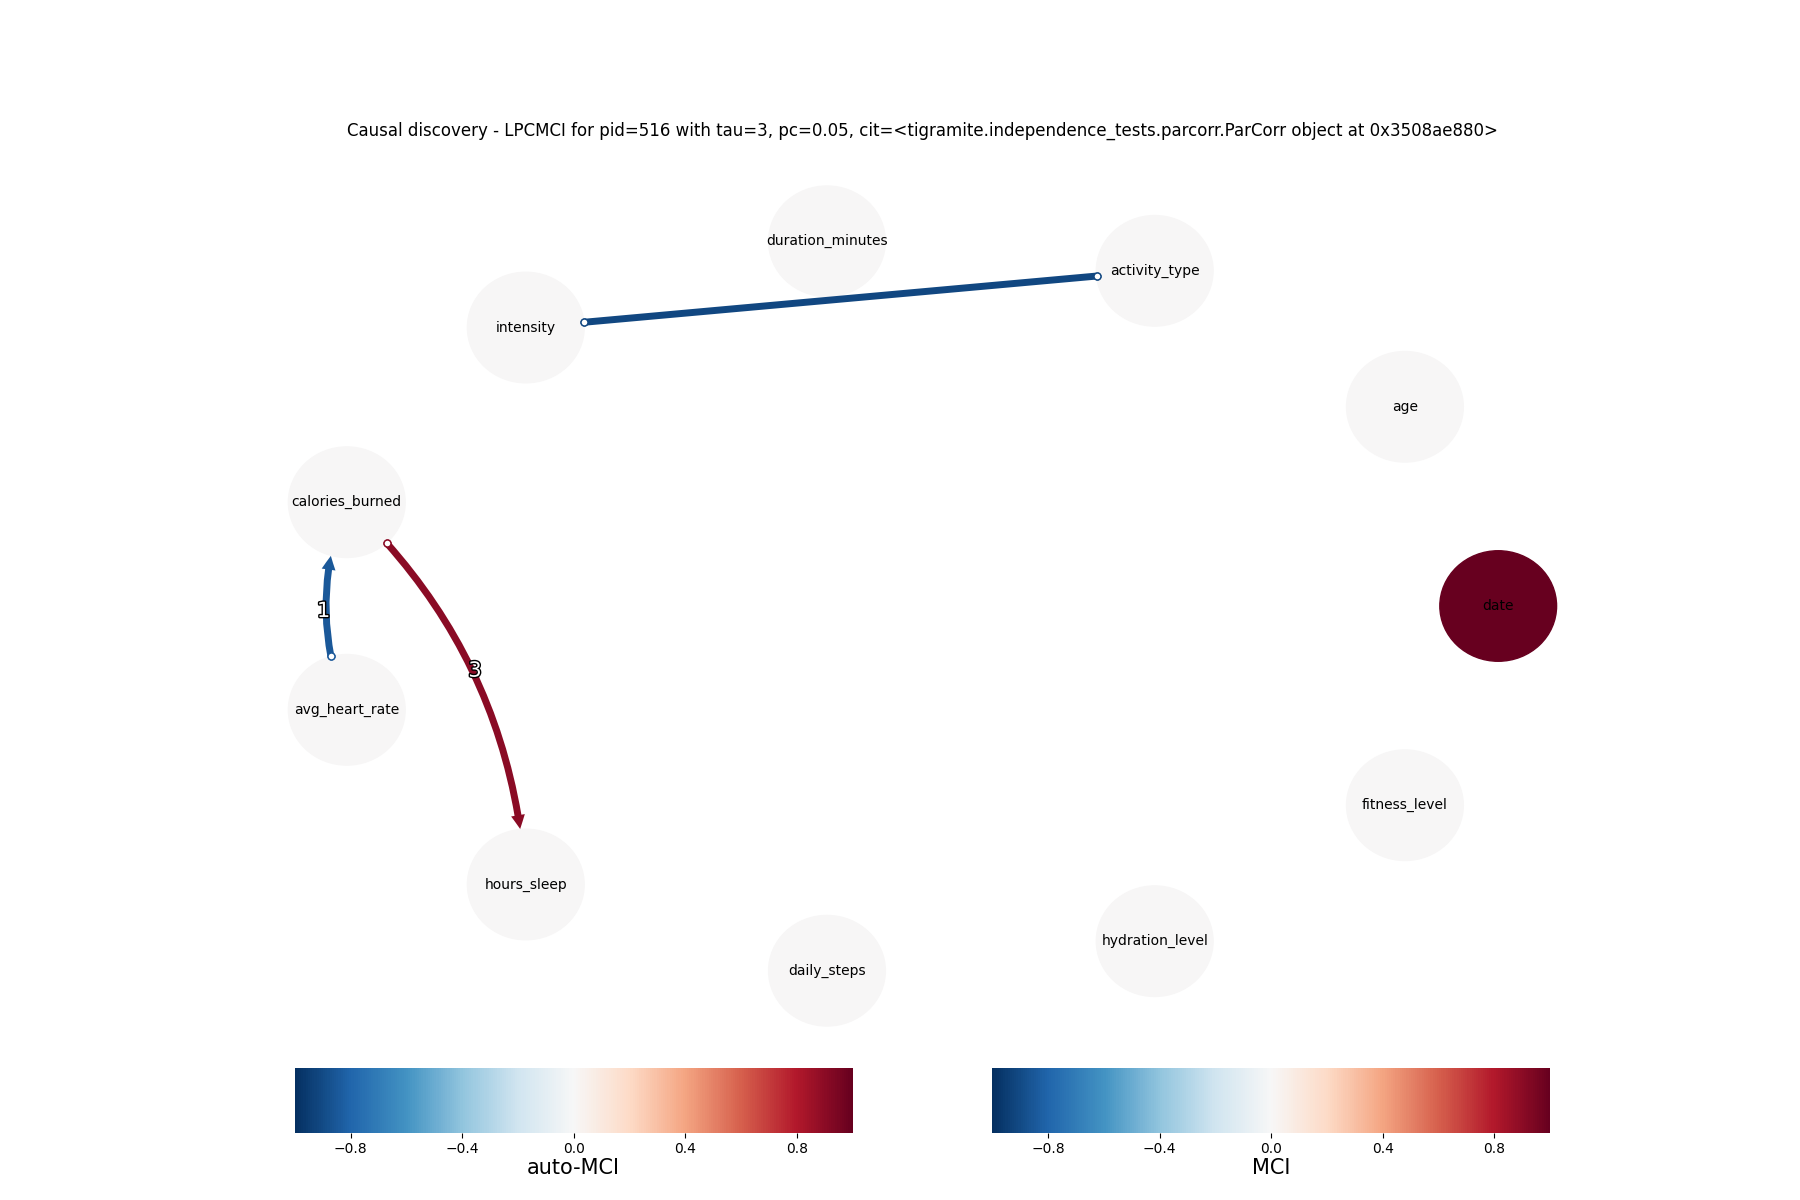 Causal discovery - LPCMCI for pid=516 with tau=3, pc=0.05, cit=<tigramite.independence_tests.parcorr.ParCorr object at 0x3508ae880>
duration_minutes
activity_type
intensity
age
calories_burned
date
1
3
avg_heart_rate
fitness_level
hours_sleep
hydration_level
daily_steps
−0.8 −0.4 0.0 0.4 0.8
auto-MCI
−0.8 −0.4 0.0 0.4 0.8
MCI